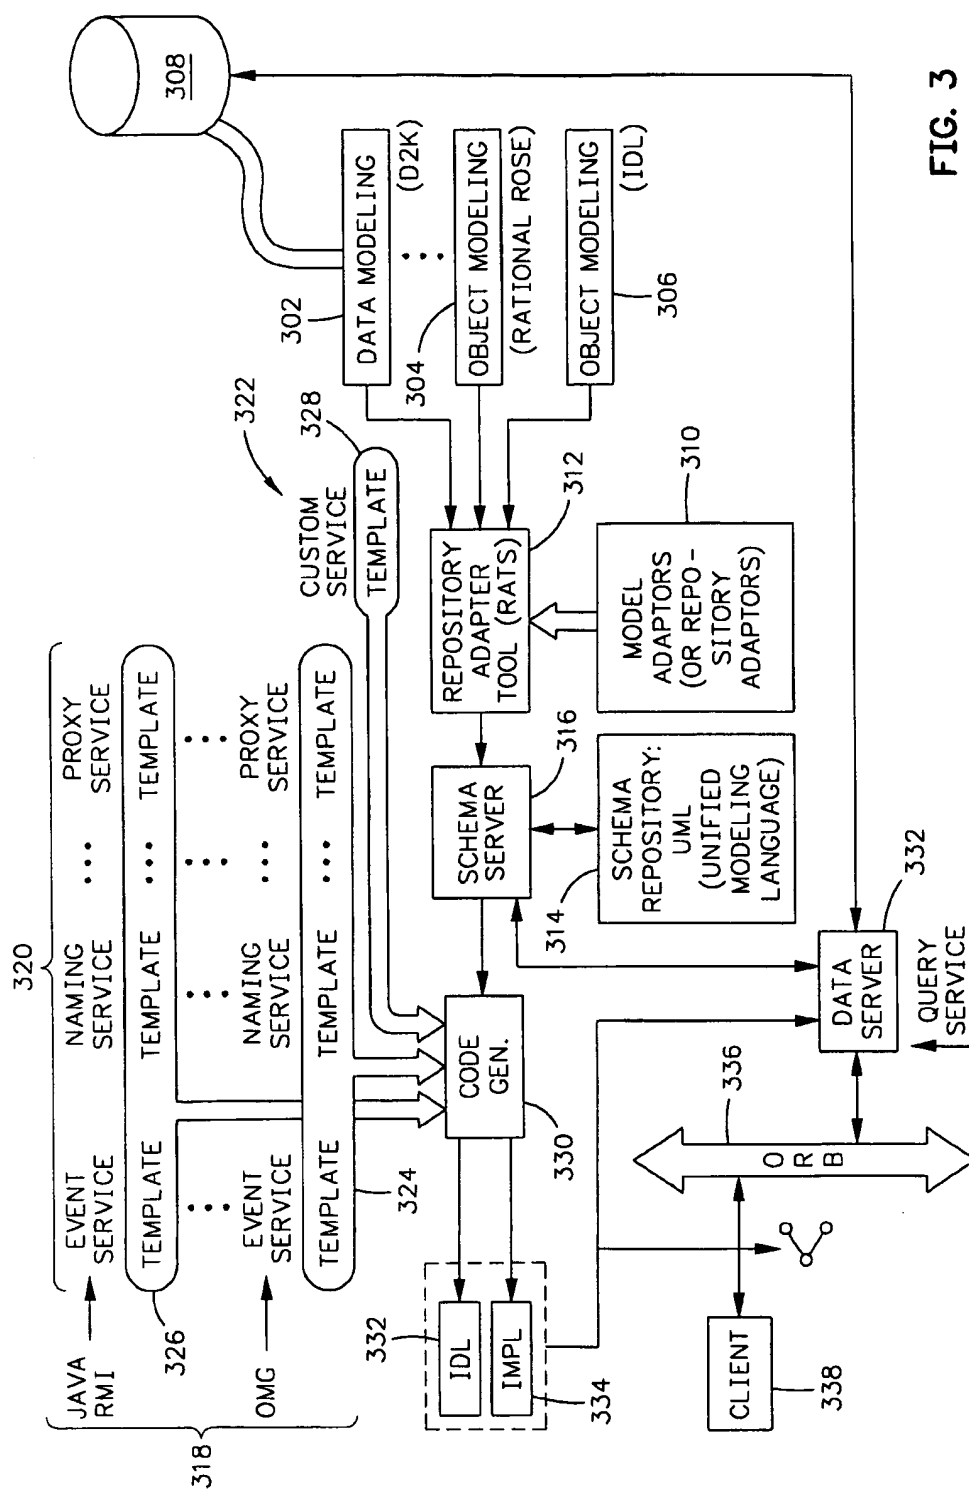 320
EVENT
SERVICE
NAMING
SERVICE
...
PROXY
SERVICE
JAVA
RMI
TEMPLATE
TEMPLATE
...
TEMPLATE
326
...
...
...
...
318
OMG
EVENT
SERVICE
NAMING
SERVICE
...
PROXY
SERVICE
TEMPLATE
TEMPLATE
...
TEMPLATE
324
322
CUSTOM
SERVICE
328
TEMPLATE
308
302
DATA MODELING
(D2K)
...
304
OBJECT MODELING
(RATIONAL ROSE)
OBJECT MODELING
(IDL)
306
332
IDL
IMPL
334
CODE
GEN.
330
SCHEMA
SERVER
316
REPOSITORY
ADAPTER
TOOL (RATS)
312
314
SCHEMA
REPOSITORY:
UML
(UNIFIED
MODELING
LANGUAGE)
310
MODEL
ADAPTORS
(OR REPO-
SITORY
ADAPTORS)
CLIENT
338
336
ORB
DATA
SERVER
332
QUERY
SERVICE
FIG. 3